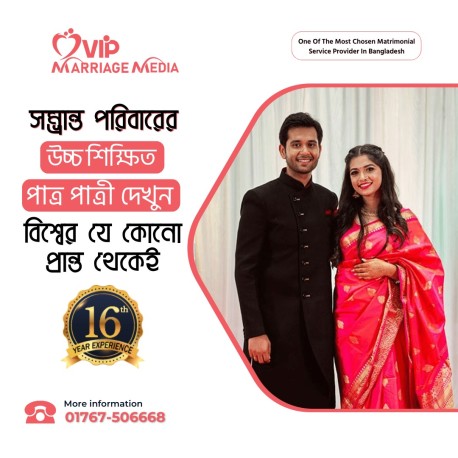 VIP
MARRIAGE MEDIA
One Of The Most Chosen Matrimonial
Service Provider In Bangladesh
সম্ভ্রান্ত পরিবারের
উচ্চ শিক্ষিত
পাত্র পাত্রী দেখুন
বিশ্বের যে কোনো
প্রান্ত থেকেই
16th
YEAR EXPERIENCE
More information
01767-506668